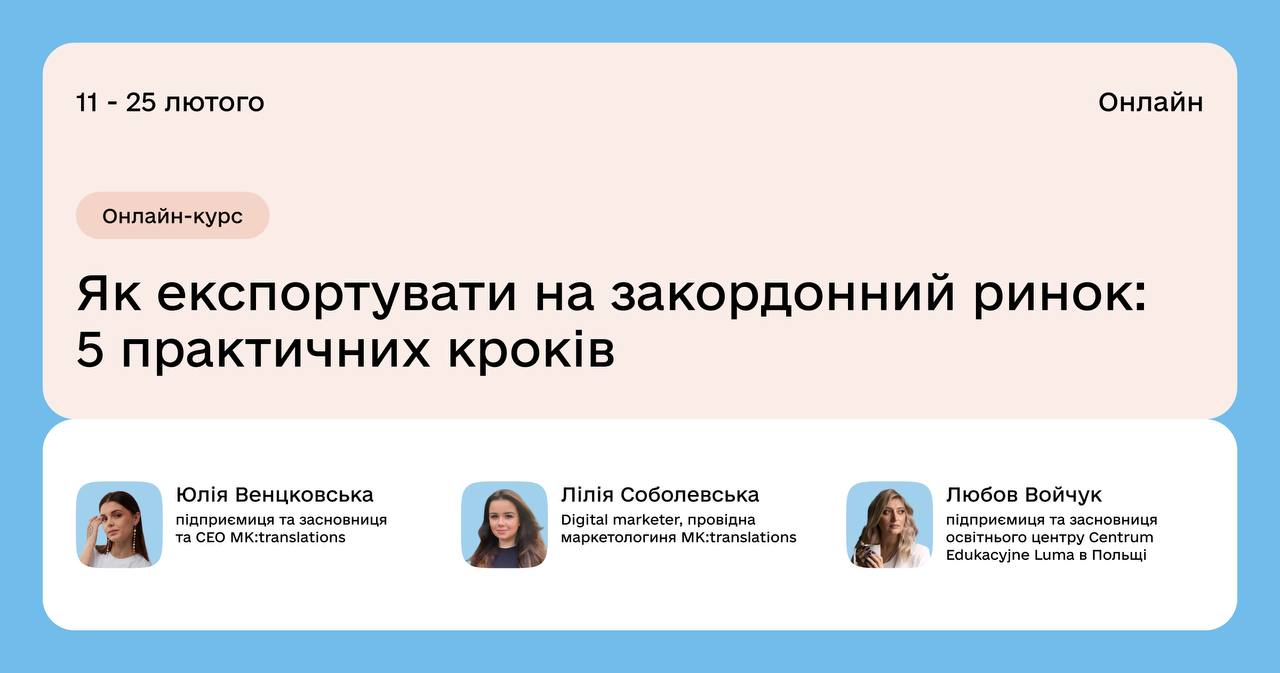 11 - 25 лютого
Онлайн
Онлайн-курс
Як експортувати на закордонний ринок:
5 практичних кроків
Юлія Венцковська
підприємиця та засновниця
та CEO MK:translations
Лілія Соболевська
Digital marketer, провідна
маркетологиня MK:translations
Любов Войчук
підприємиця та засновниця
освітнього центру Centrum
Edukacyjne Luma в Польщі